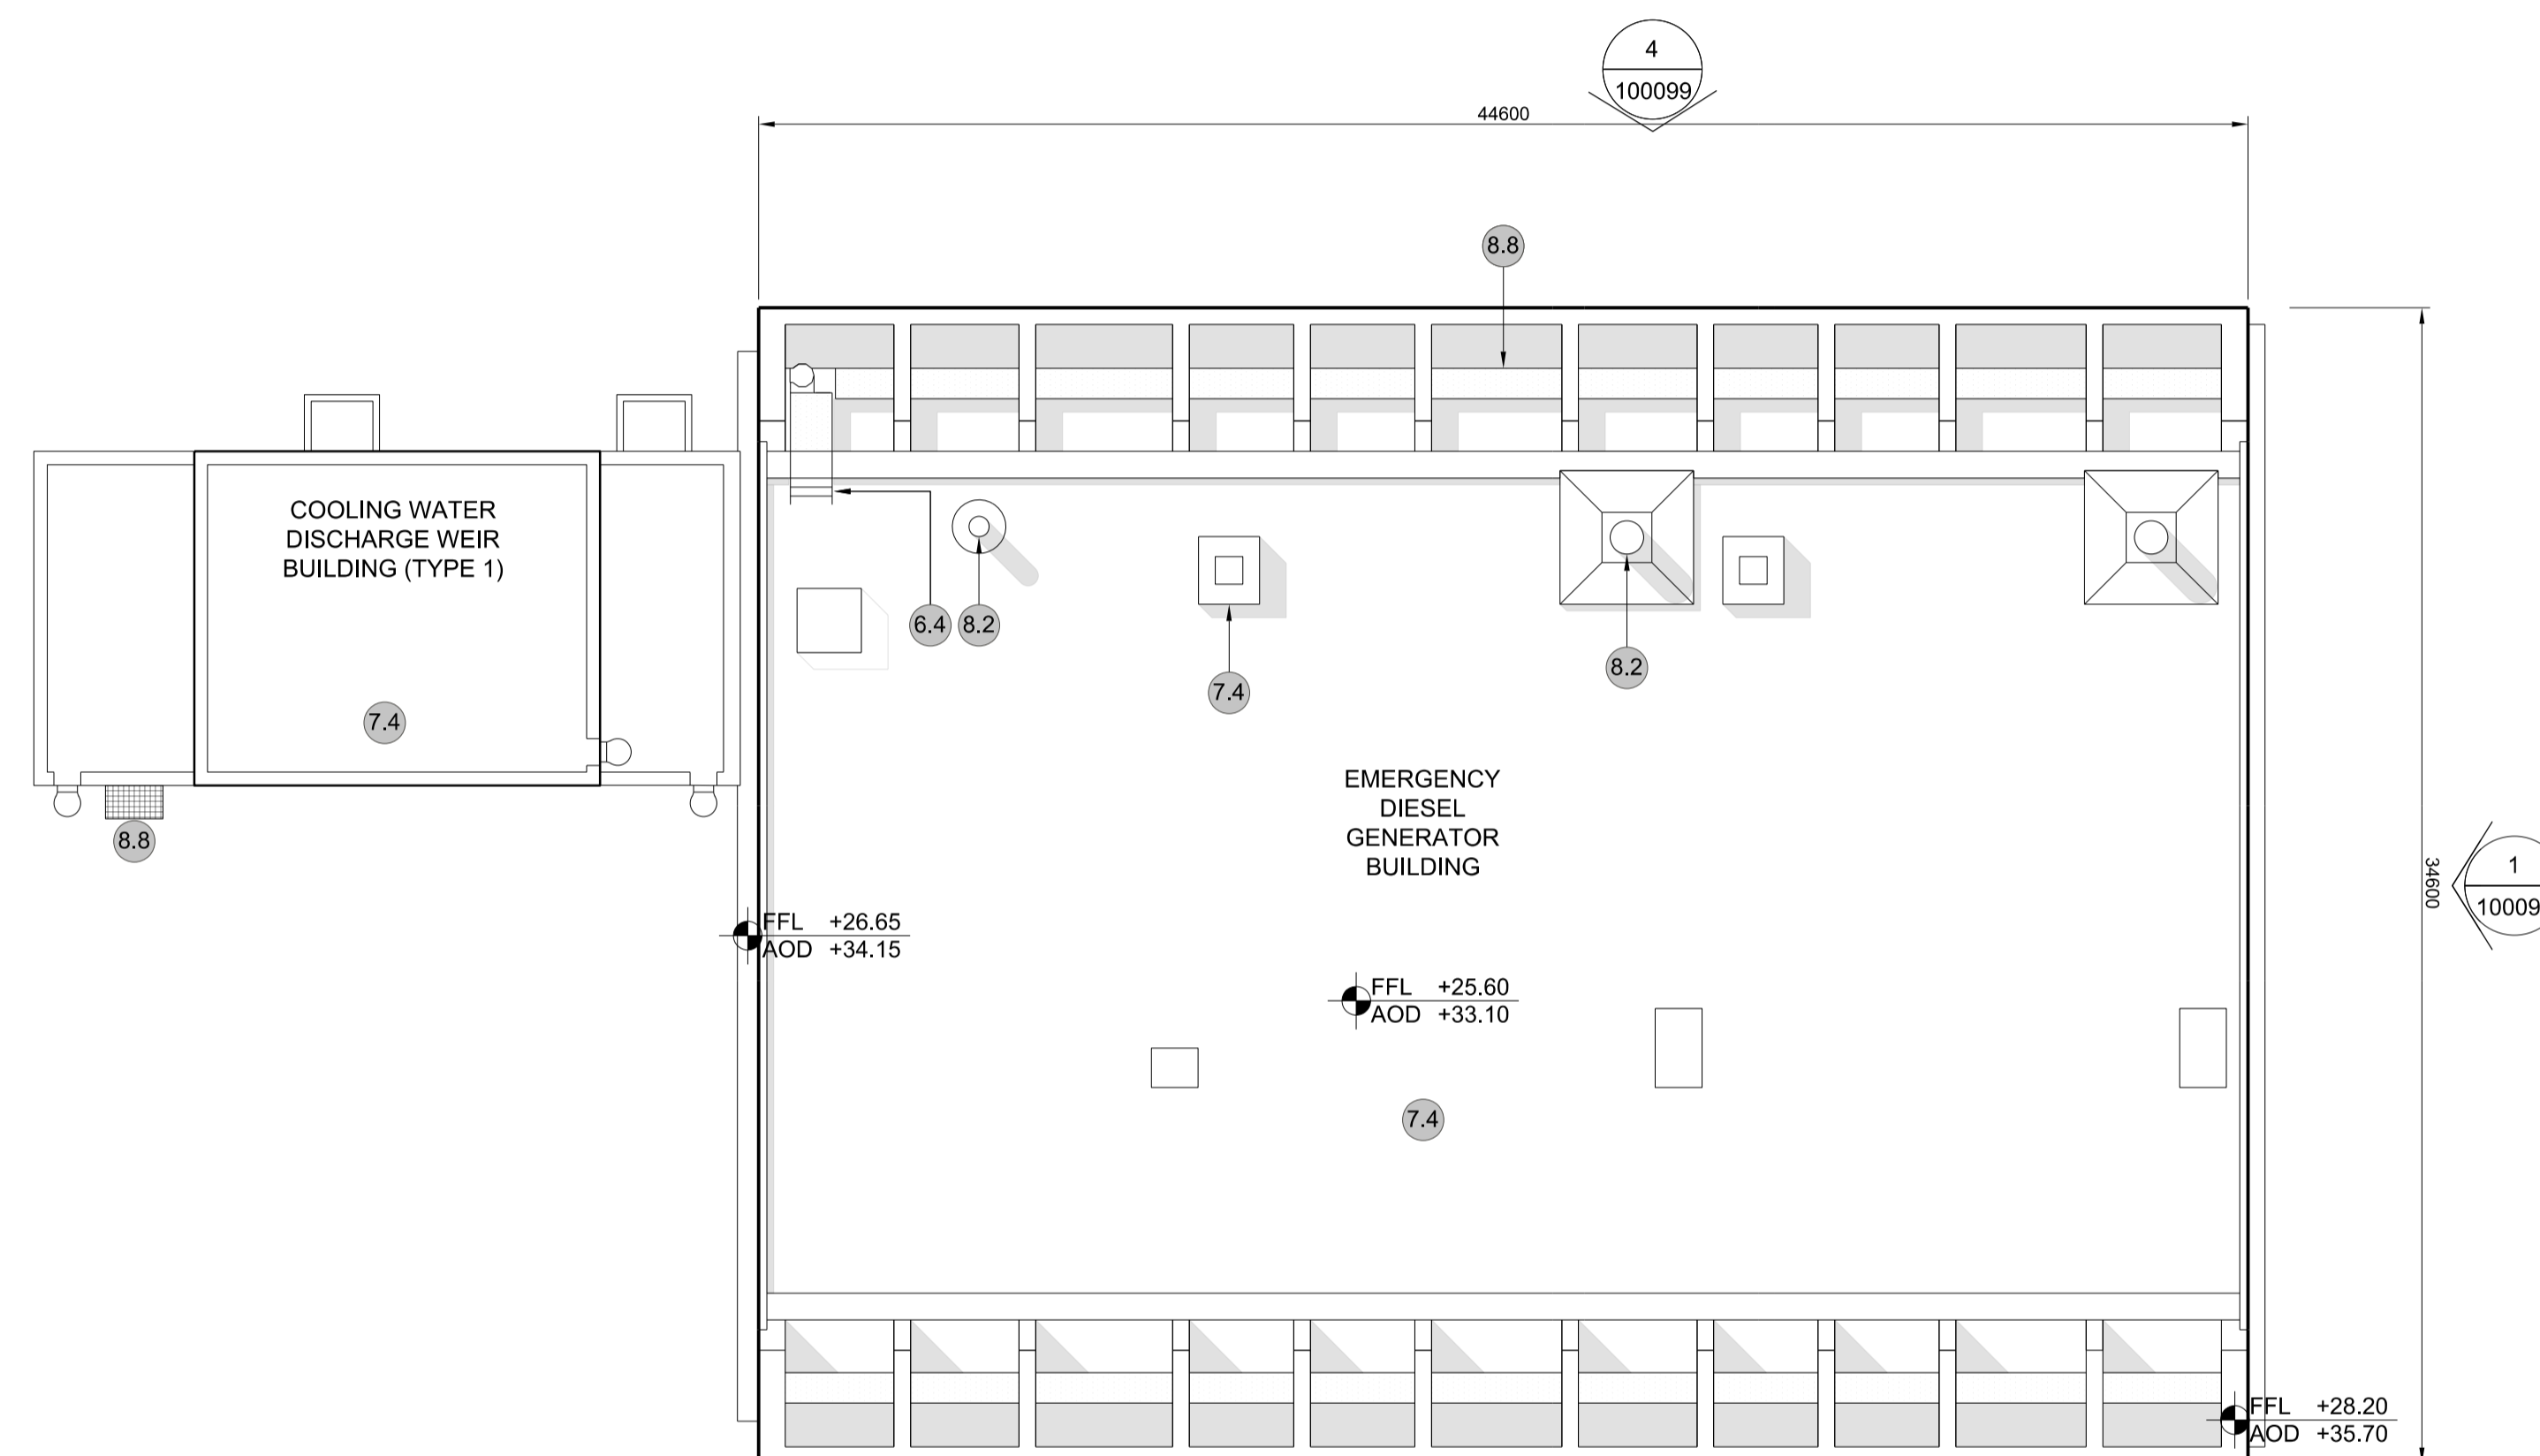 4
100099
44600
8.8
COOLING WATER
DISCHARGE WEIR
BUILDING (TYPE 1)
6.4
8.2
8.2
7.4
7.4
EMERGENCY
DIESEL
GENERATOR
BUILDING
8.8
34600
1
10009
FFL +26.65
AOD +34.15
FFL +25.60
AOD +33.10
7.4
FFL +28.20
AOD +35.70